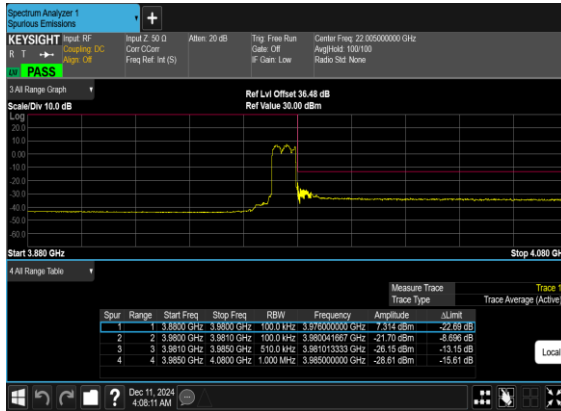 Spectrum Analyzer 1
Spurious Emissions
+
KEYSIGHT Input: RF Input Z: 50 Ω Atten: 20 dB Trig: Free Run Center Freq: 22.005000000 GHz
R T Coupling: DC Corr CCorr Gate: Off Avg|Hold: 100/100
Align: Off Freq Ref: Int (S) IF Gain: Low Radio Std: None
PASS
3 All Range Graph Ref Lvl Offset 36.48 dB
Scale/Div 10.0 dB Ref Value 30.00 dBm
Log
20.0
10.0
0.00
-10.0
-20.0
-30.0
-40.0
-50.0
-60.0
Start 3.880 GHz Stop 4.080 GH
4 All Range Table
Measure Trace Trace 1
Trace Type Trace Average (Active)
Spur Range Start Freq Stop Freq RBW Frequency Amplitude ΔLimit
1 1 3.8800 GHz 3.9800 GHz 100.0 kHz 3.976000000 GHz 7.314 dBm -22.69 dB
2 2 3.9800 GHz 3.9810 GHz 100.0 kHz 3.980041667 GHz -21.70 dBm -8.696 dB
3 3 3.9810 GHz 3.9850 GHz 510.0 kHz 3.981013333 GHz -26.15 dBm -13.15 dB
4 4 3.9850 GHz 4.0800 GHz 1.000 MHz 3.985000000 GHz -28.61 dBm -15.61 dB
Local
? Dec 11, 2024
4:08:11 AM